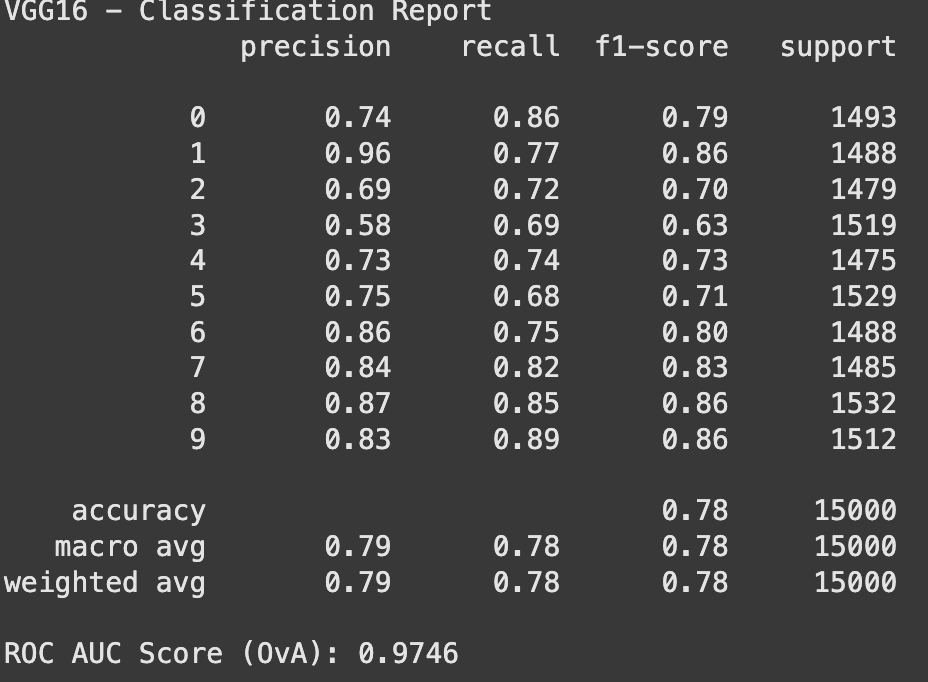 VGG16 – Classification Report
precision recall f1–score support
0 0.74 0.86 0.79 1493
1 0.96 0.77 0.86 1488
2 0.69 0.72 0.70 1479
3 0.58 0.69 0.63 1519
4 0.73 0.74 0.73 1475
5 0.75 0.68 0.71 1529
6 0.86 0.75 0.80 1488
7 0.84 0.82 0.83 1485
8 0.87 0.85 0.86 1532
9 0.83 0.89 0.86 1512
accuracy 0.78 15000
macro avg 0.79 0.78 0.78 15000
weighted avg 0.79 0.78 0.78 15000
ROC AUC Score (OvA): 0.9746